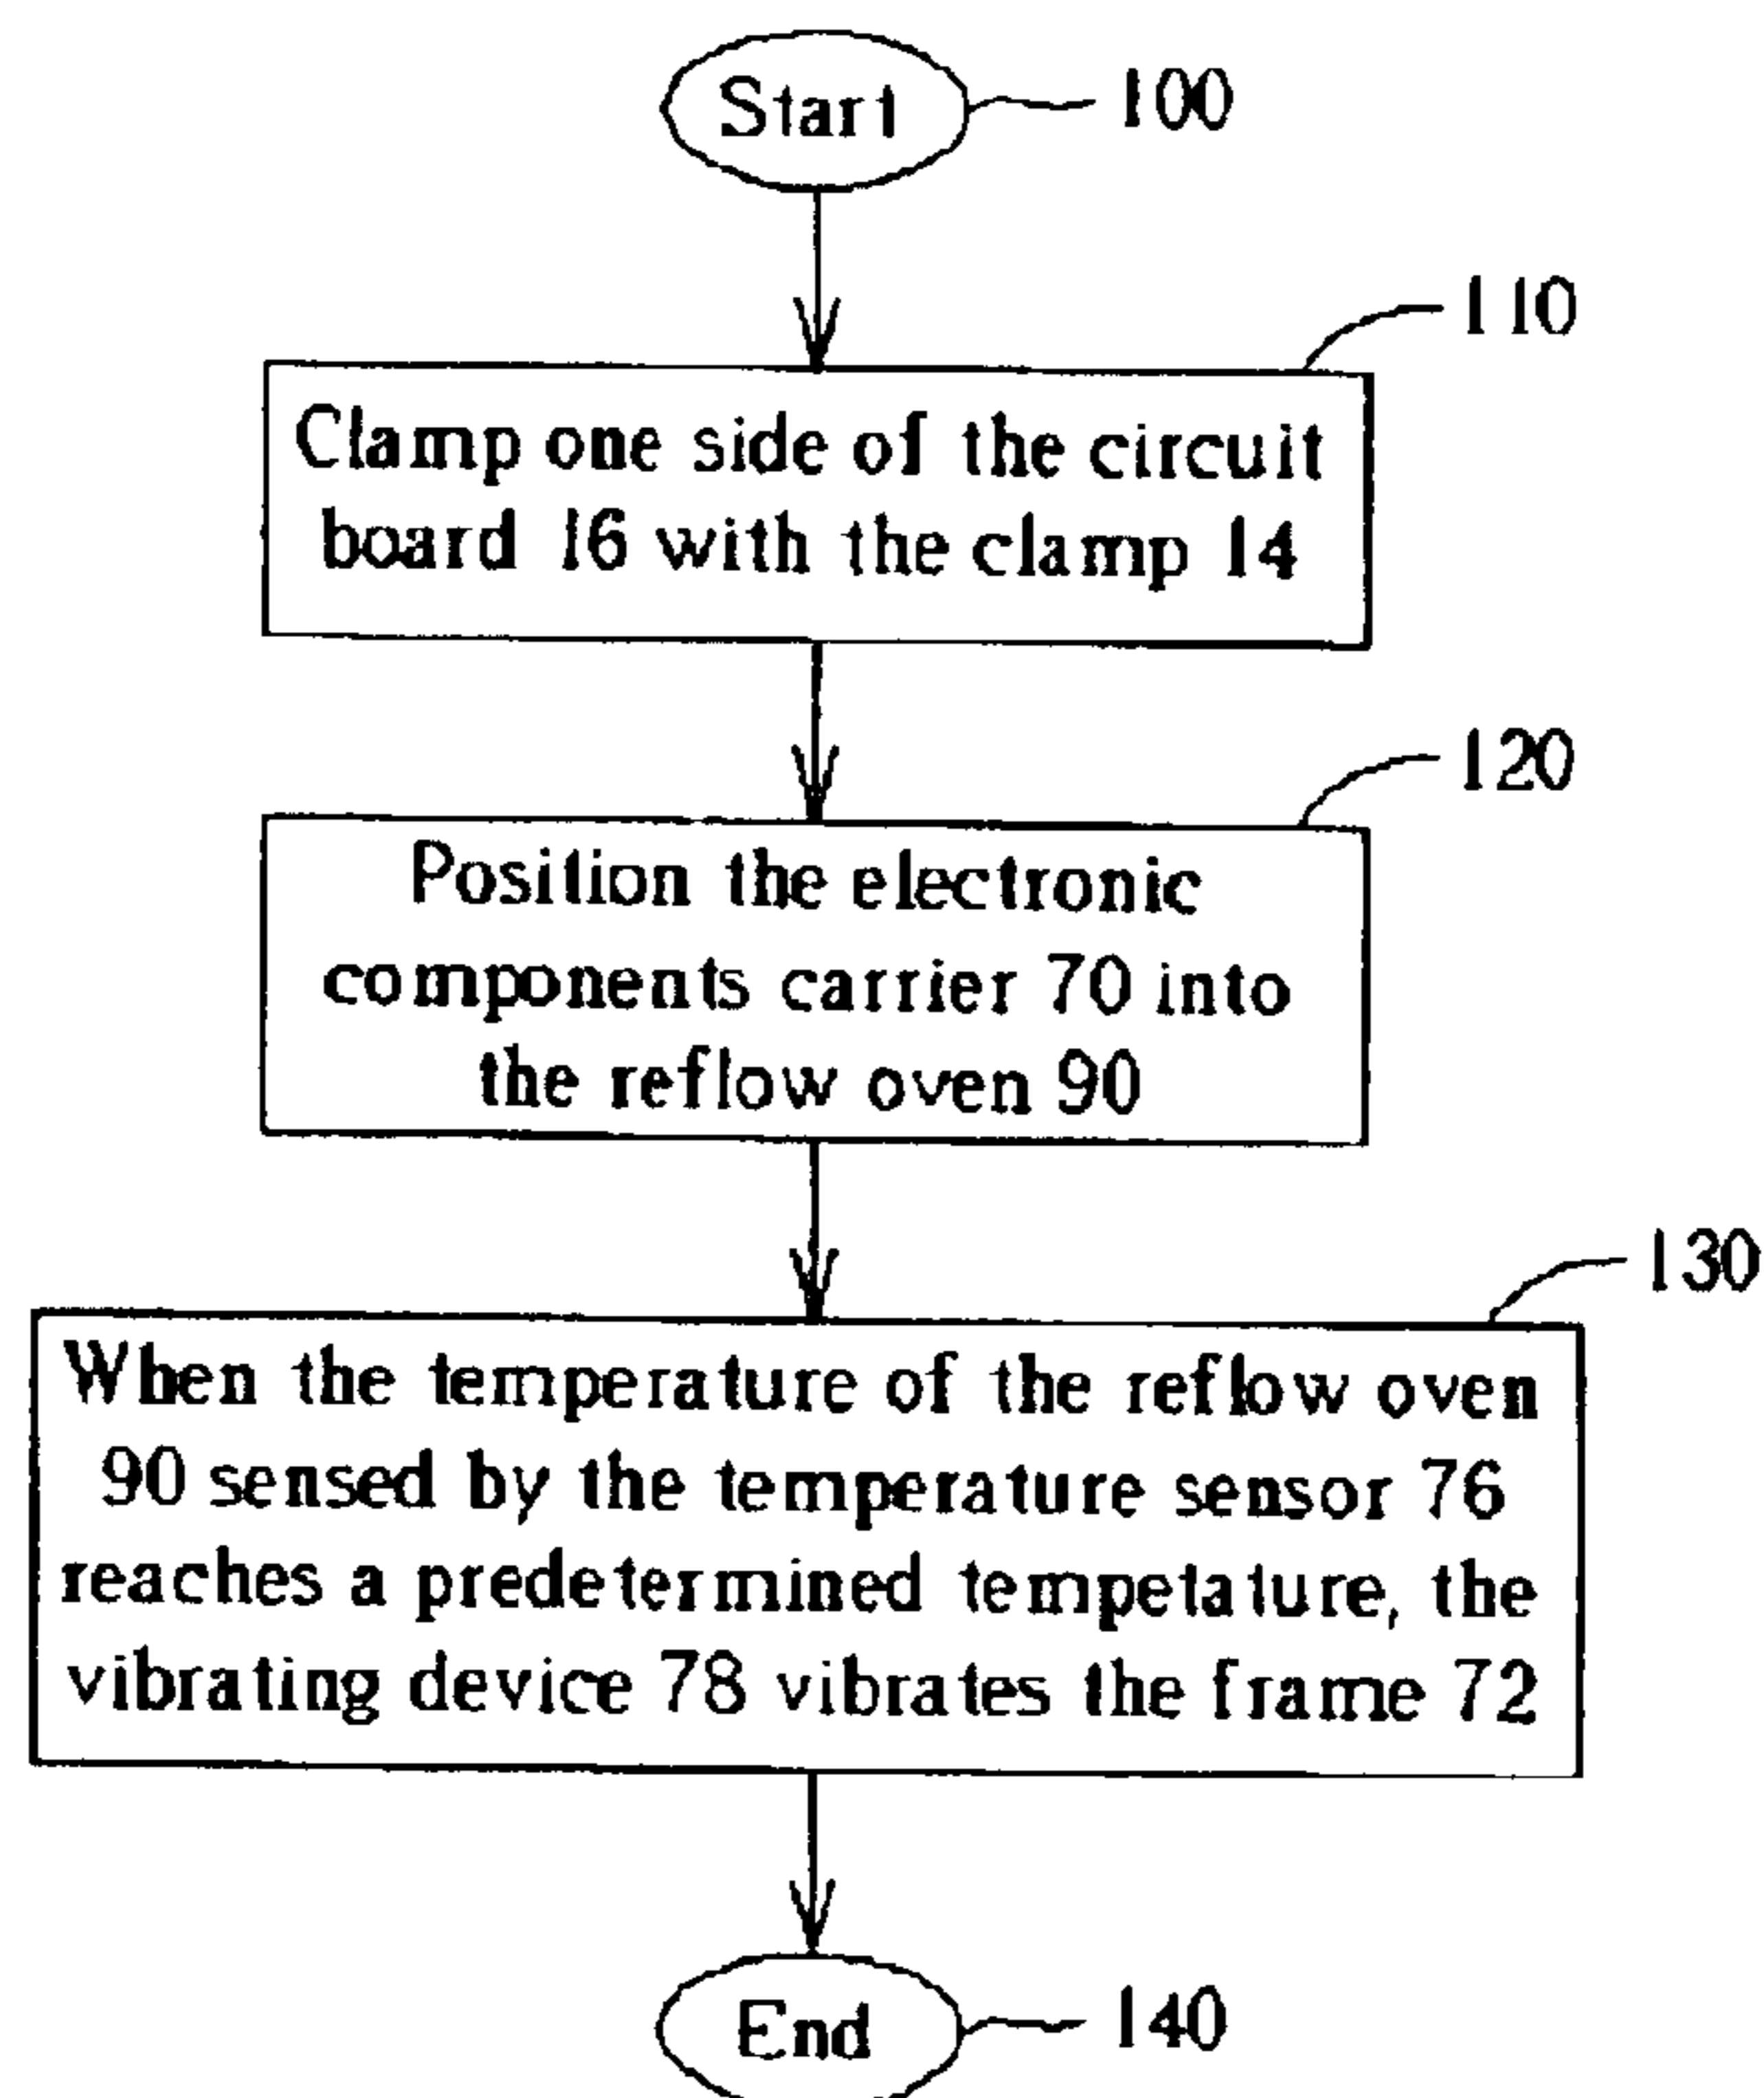 Start
100
110
Clamp one side of the circuit
board 16 with the clamp 14
120
Position the electronic
components carrier 70 into
the reflow oven 90
130
When the temperature of the reflow oven
90 sensed by the temperature sensor 76
reaches a predetermined tempetature, the
vibrating device 78 vibrates the frame 72
End
140